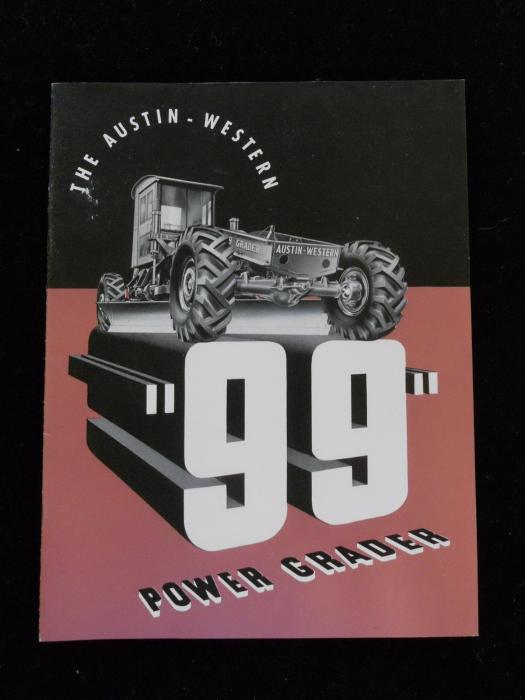 THE AUSTIN-WESTERN
GRADER
AUSTIN-WESTERN
"99"
POWER GRADER